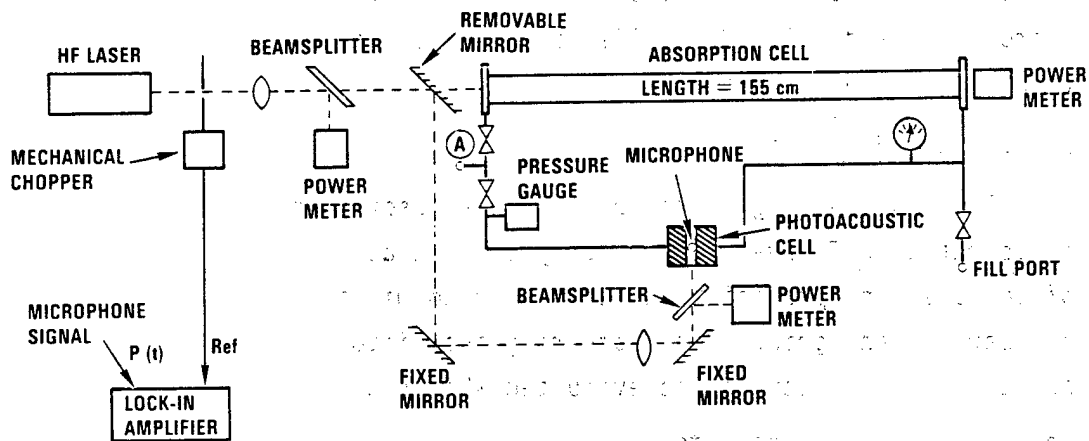 REMOVABLE
MIRROR
BEAMSPLITTER
HF LASER
ABSORPTION CELL
LENGTH = 155 cm
POWER
METER
MECHANICAL
CHOPPER
POWER
METER
A
PRESSURE
GAUGE
MICROPHONE
PHOTOACOUSTIC
CELL
FILL PORT
BEAMSPLITTER
POWER
METER
MICROPHONE
SIGNAL
P (t)
Ref
FIXED
MIRROR
FIXED
MIRROR
LOCK-IN
AMPLIFIER